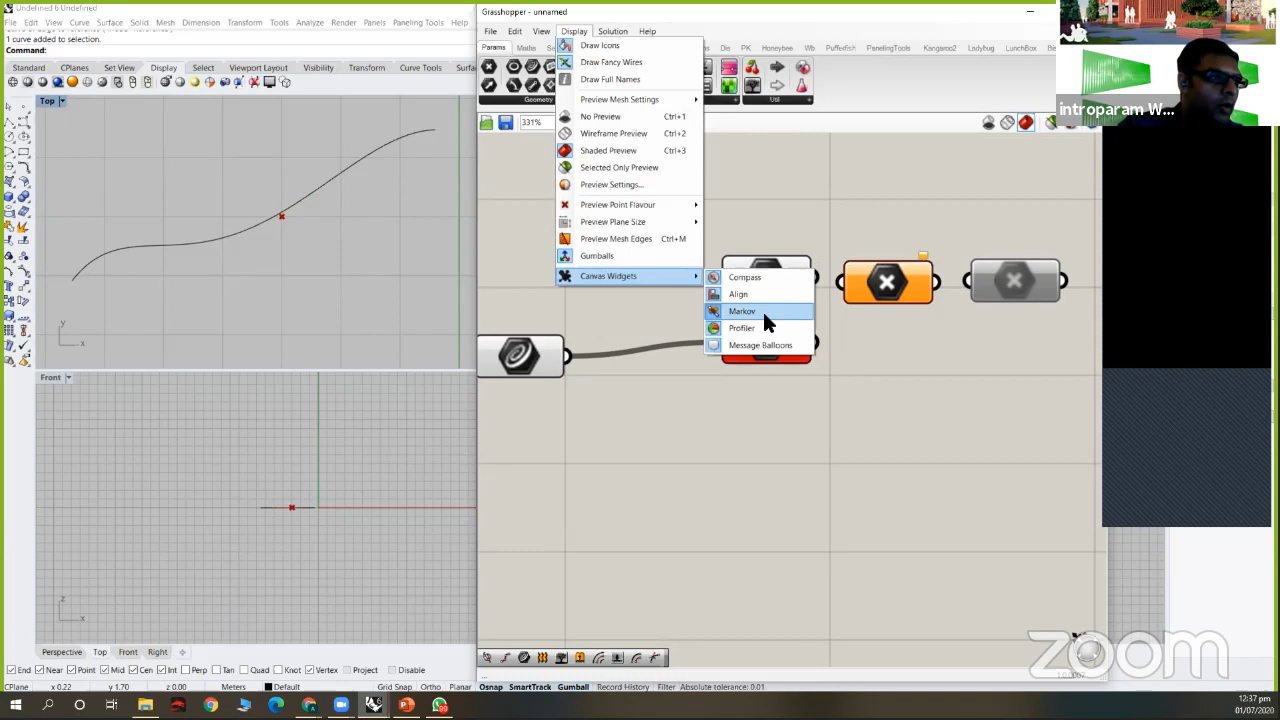 Undefined 6 Undefined
File Edit View Curve Surface Solid Mesh Dimension Transform Tools Analyze Render Panels Paneling Tools Help
1 curve added to selection.
Command:
Standard CPlanes Set View Display Select Viewport Layout Visibility Transform Curve Tools Surfac
Top
y
x
Front
z
x
Perspective Top Front Right
End Near Point Mid Cen Int Perp Tan Quad Knot Vertex Project Disable
CPlane x 0.22 y 1.70 z 0.00 Meters Default Grid Snap Ortho Planar Osnap SmartTrack Gumball Record History Filter Absolute tolerance: 0.01
Grasshopper - unnamed
File Edit View Display Solution Help
Params Maths Dis PK Honeybee Wb Pufferfish PanelingTools Kangaroo2 Ladybug LunchBox
Geometry Util
331%
Draw Icons
Draw Fancy Wires
Draw Full Names
Preview Mesh Settings
No Preview Ctrl+1
Wireframe Preview Ctrl+2
Shaded Preview Ctrl+3
Selected Only Preview
Preview Settings...
Preview Point Flavour
Preview Plane Size
Preview Mesh Edges Ctrl+M
Gumballs
Canvas Widgets
Compass
Align
Markov
Profiler
Message Balloons
...
1.0.0007
introparam W...
zoom
12:37 pm
01/07/2020